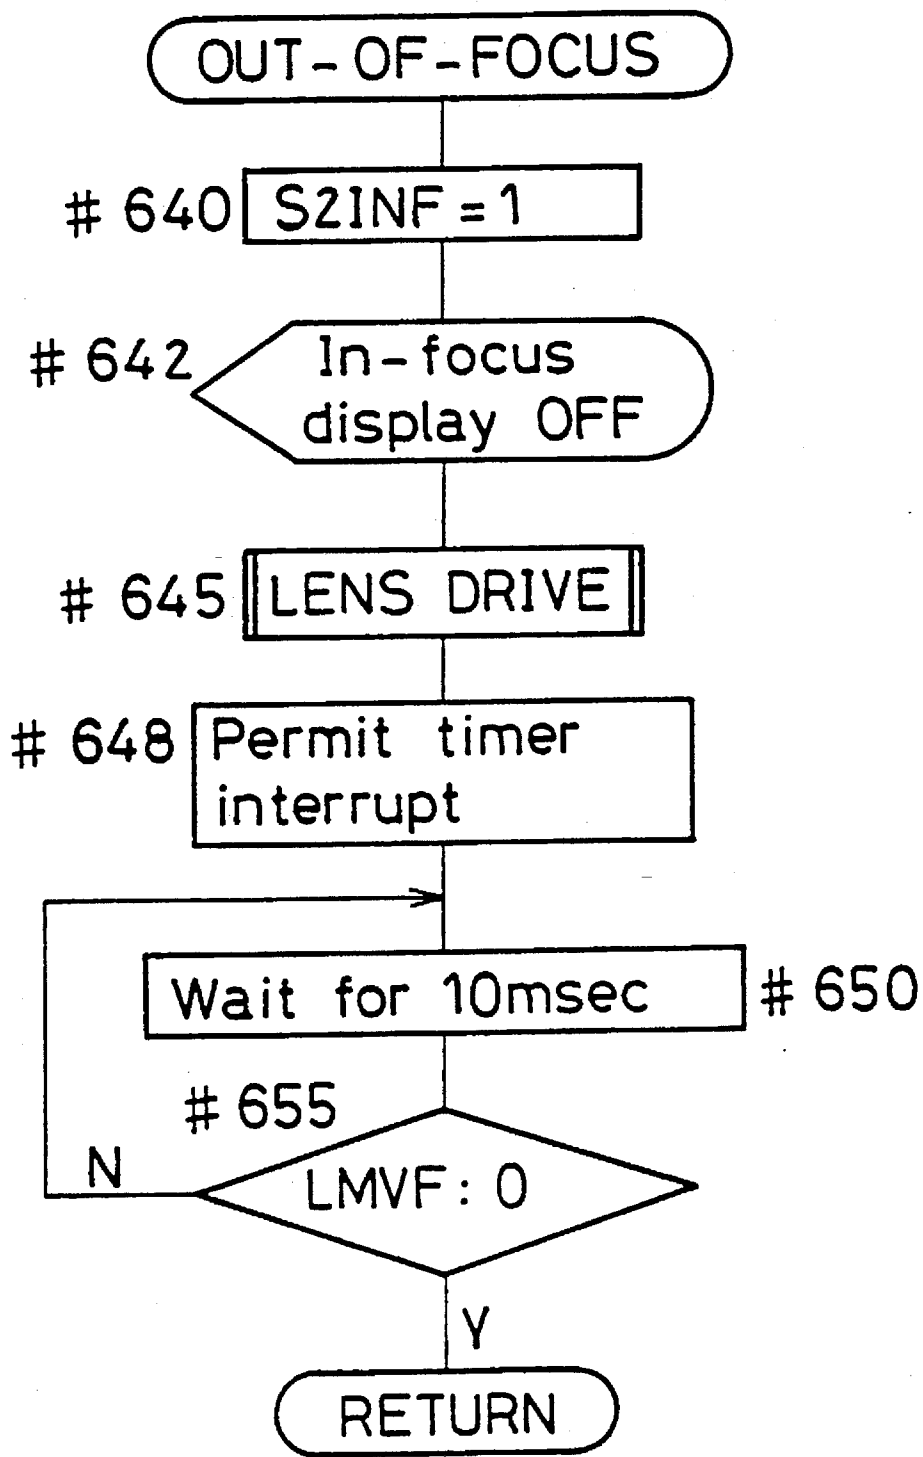 OUT-OF-FOCUS
# 640 S2INF = 1
# 642 In-focus
display OFF
# 645 LENS DRIVE
# 648 Permit timer
interrupt
Wait for 10msec # 650
# 655
N LMVF: 0
Y
RETURN